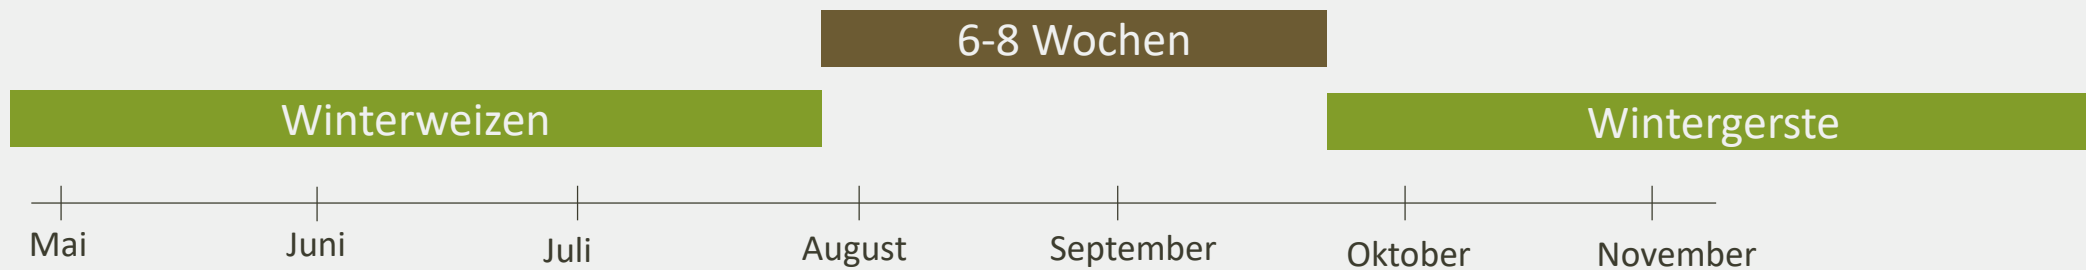 6-8 Wochen
Winterweizen
Wintergerste
Mai
Juni
Juli
August
September
Oktober
November